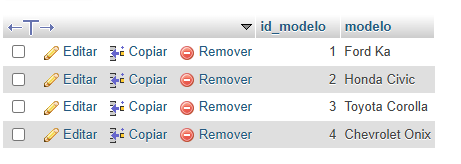 id_modelo modelo
Editar Copiar Remover 1 Ford Ka
Editar Copiar Remover 2 Honda Civic
Editar Copiar Remover 3 Toyota Corolla
Editar Copiar Remover 4 Chevrolet Onix